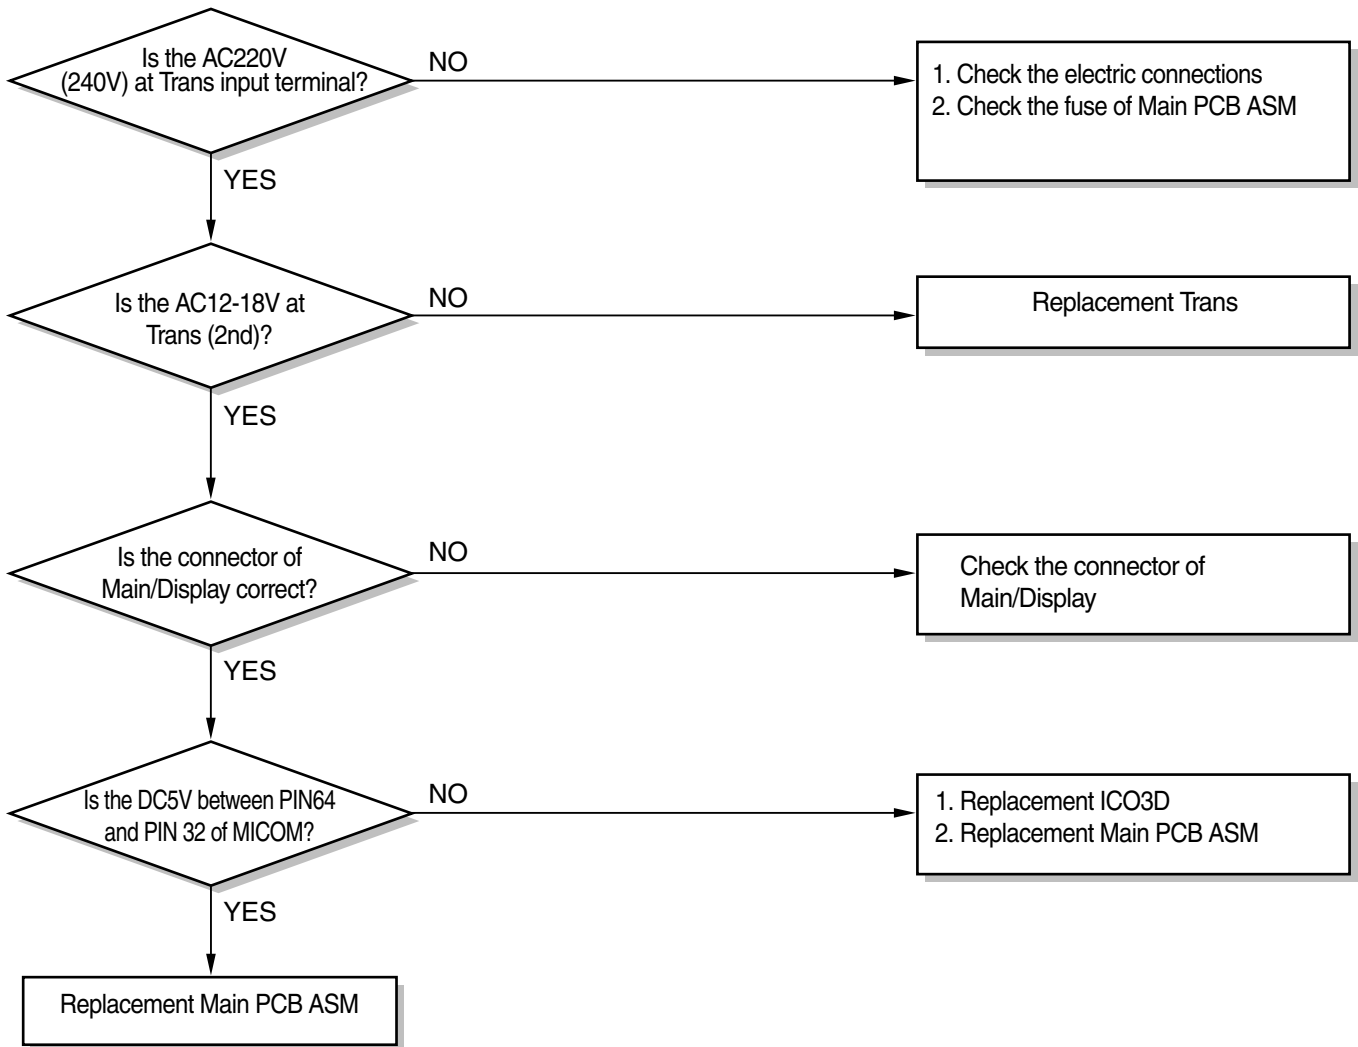 Is the AC220V
(240V) at Trans input terminal?
NO
1. Check the electric connections
2. Check the fuse of Main PCB ASM
YES
Is the AC12-18V at
Trans (2nd)?
NO
Replacement Trans
YES
Is the connector of
Main/Display correct?
NO
Check the connector of
Main/Display
YES
Is the DC5V between PIN64
and PIN 32 of MICOM?
NO
1. Replacement ICO3D
2. Replacement Main PCB ASM
YES
Replacement Main PCB ASM